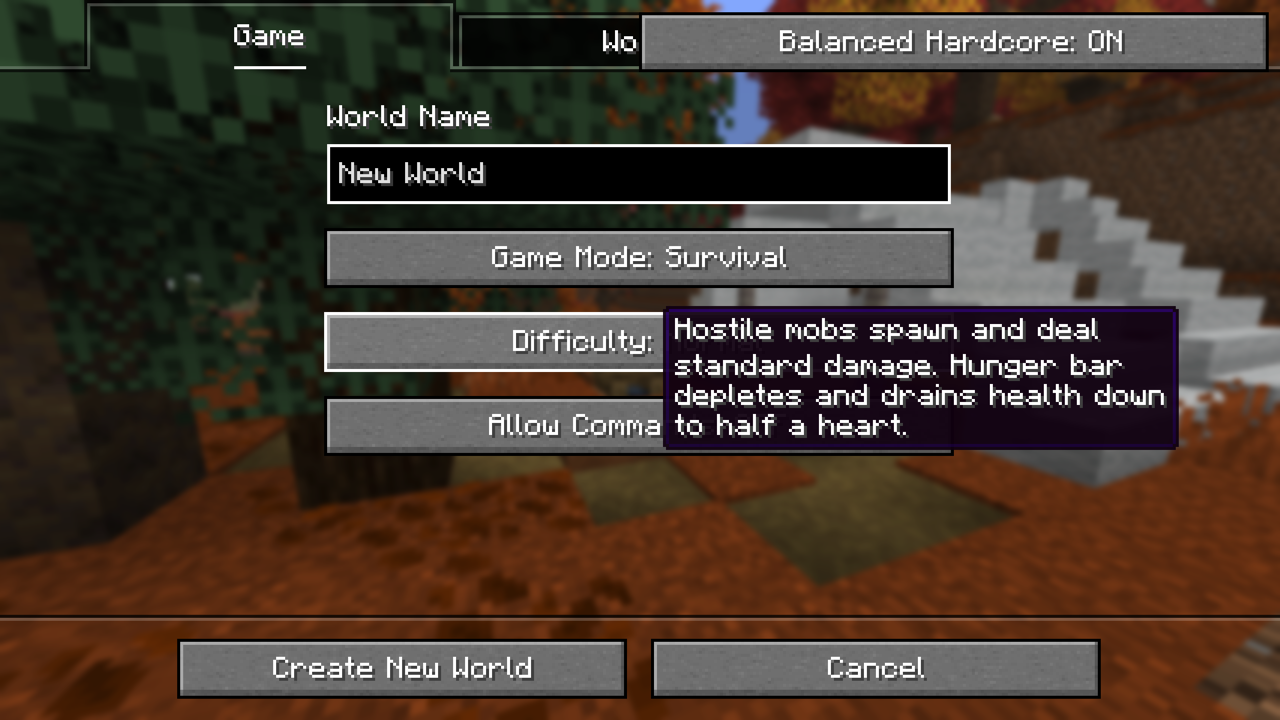 Game
Wo
Balanced Hardcore: ON
World Name
New World
Game Mode: Survival
Difficulty:
Hostile mobs spawn and deal
standard damage. Hunger bar
depletes and drains health down
to half a heart.
Allow Comma
Create New World
Cancel